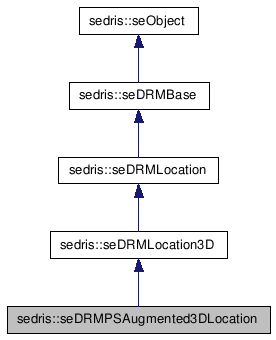 sedris::seObject
sedris::seDRMBase
sedris::seDRMLocation
sedris::seDRMLocation3D
sedris::seDRMPSAugmented3DLocation